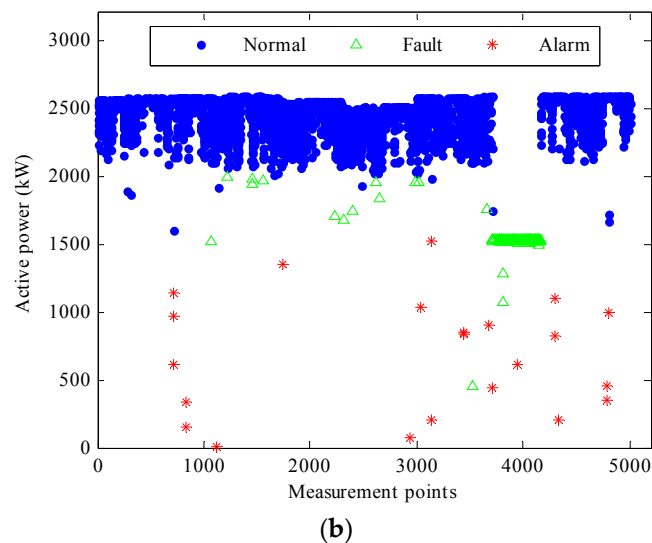 3000
Normal Fault Alarm
2500
2000
1500
1000
500
0
Active power (kW)
0 1000 2000 3000 4000 5000
Measurement points
(b)